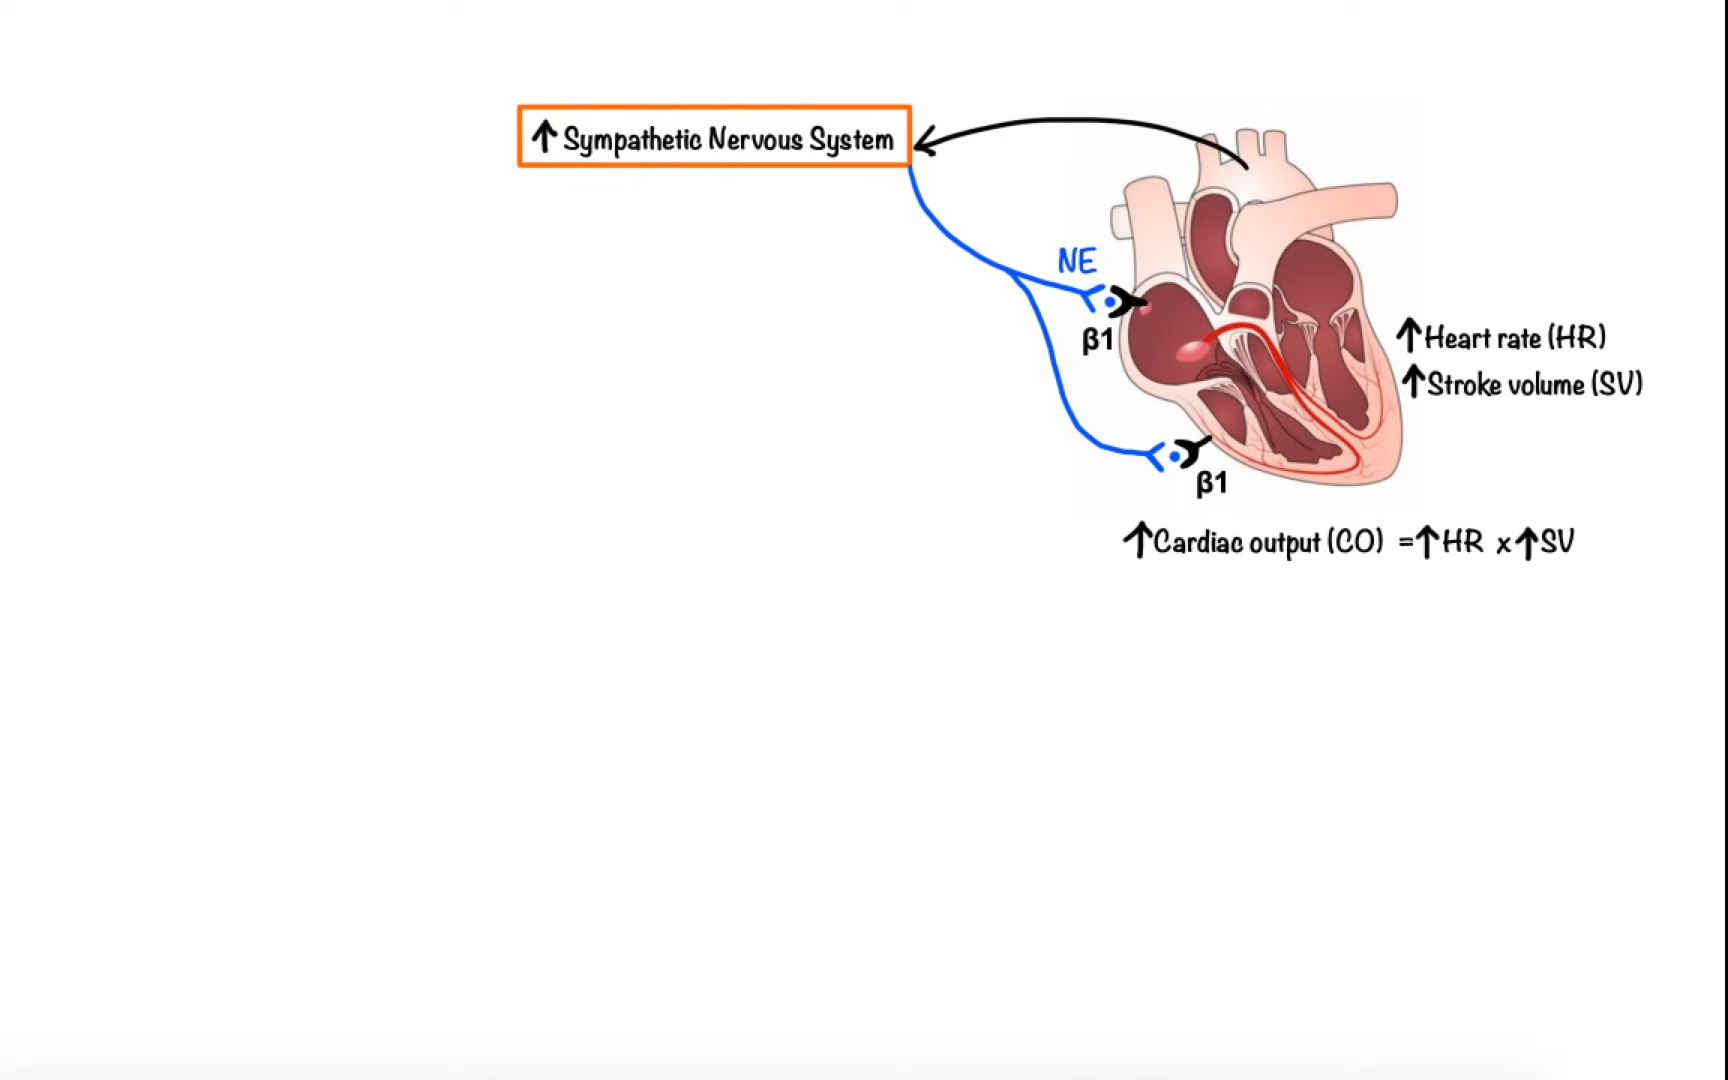 ↑ Sympathetic Nervous System
NE
β1
↑Heart rate (HR)
↑Stroke volume (SV)
β1
↑Cardiac output (CO) =↑HR x↑SV